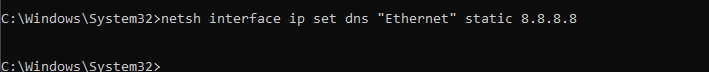 C:\Windows\System32>netsh interface ip set dns "Ethernet" static 8.8.8.8
C:\Windows\System32>